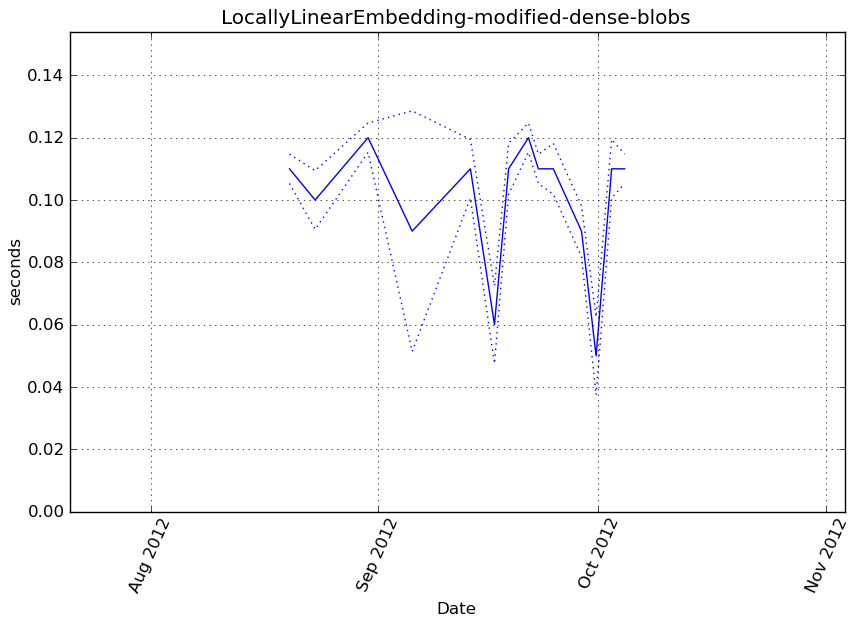 LocallyLinearEmbedding-modified-dense-blobs
0.14
0.12
0.10
0.08
0.06
0.04
0.02
0.00
seconds
Aug 2012
Sep 2012
Oct 2012
Nov 2012
Date